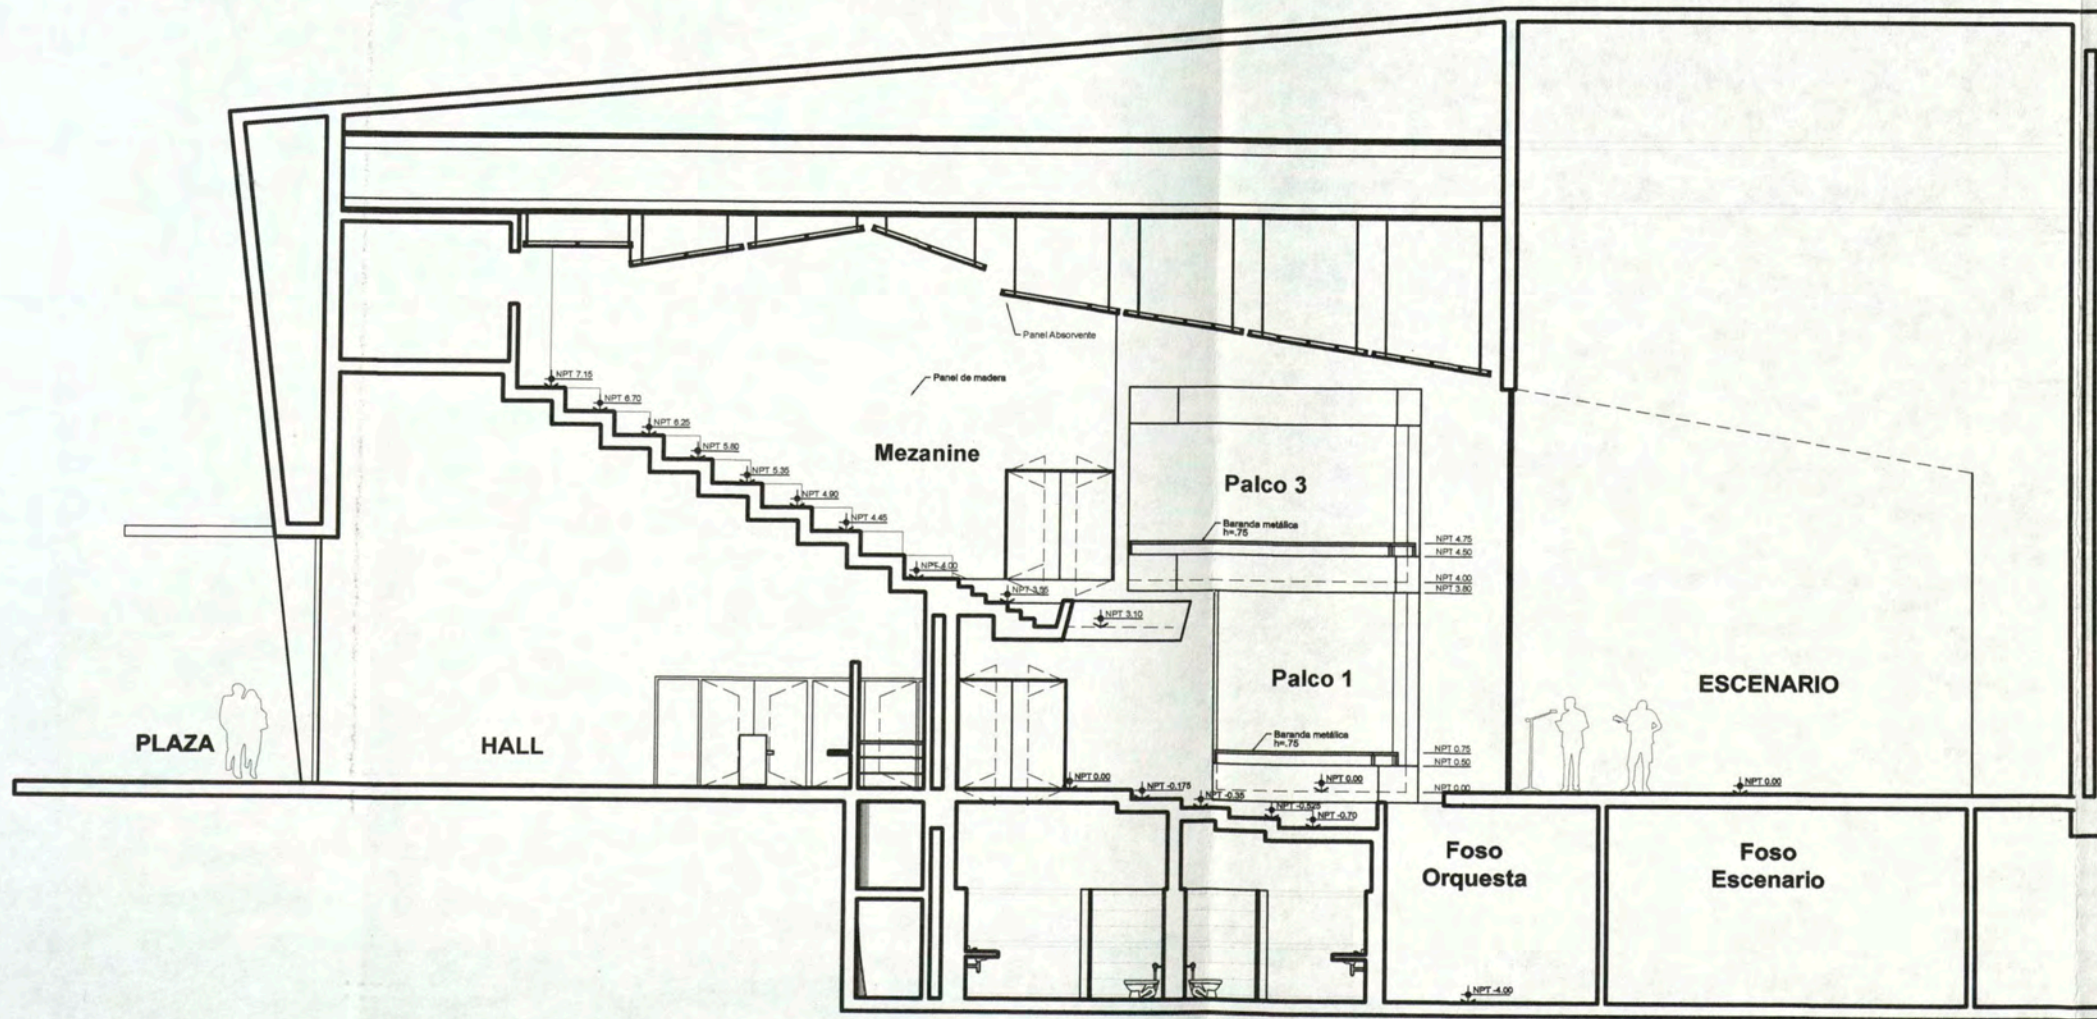 Panel Absorvente
NPT 7.15
Panel de madera
NPT 6.70
NPT 6.25
NPT 5.80
Mezanine
NPT 5.35
Palco 3
NPT 4.90
NPT 4.45
Baranda metálica
h=.75
NPT 4.75
NPT 4.50
NPT 4.00
NPT 4.00
NPT 3.80
NPT 3.55
NPT 3.10
Palco 1
ESCENARIO
PLAZA
HALL
Baranda metálica
h=.75
NPT 0.75
NPT 0.50
NPT 0.00
NPT 0.00
NPT 0.00
NPT 0.00
NPT -0.175
NPT -0.35
NPT -0.525
NPT -0.70
Foso
Orquesta
Foso
Escenario
NPT -4.00